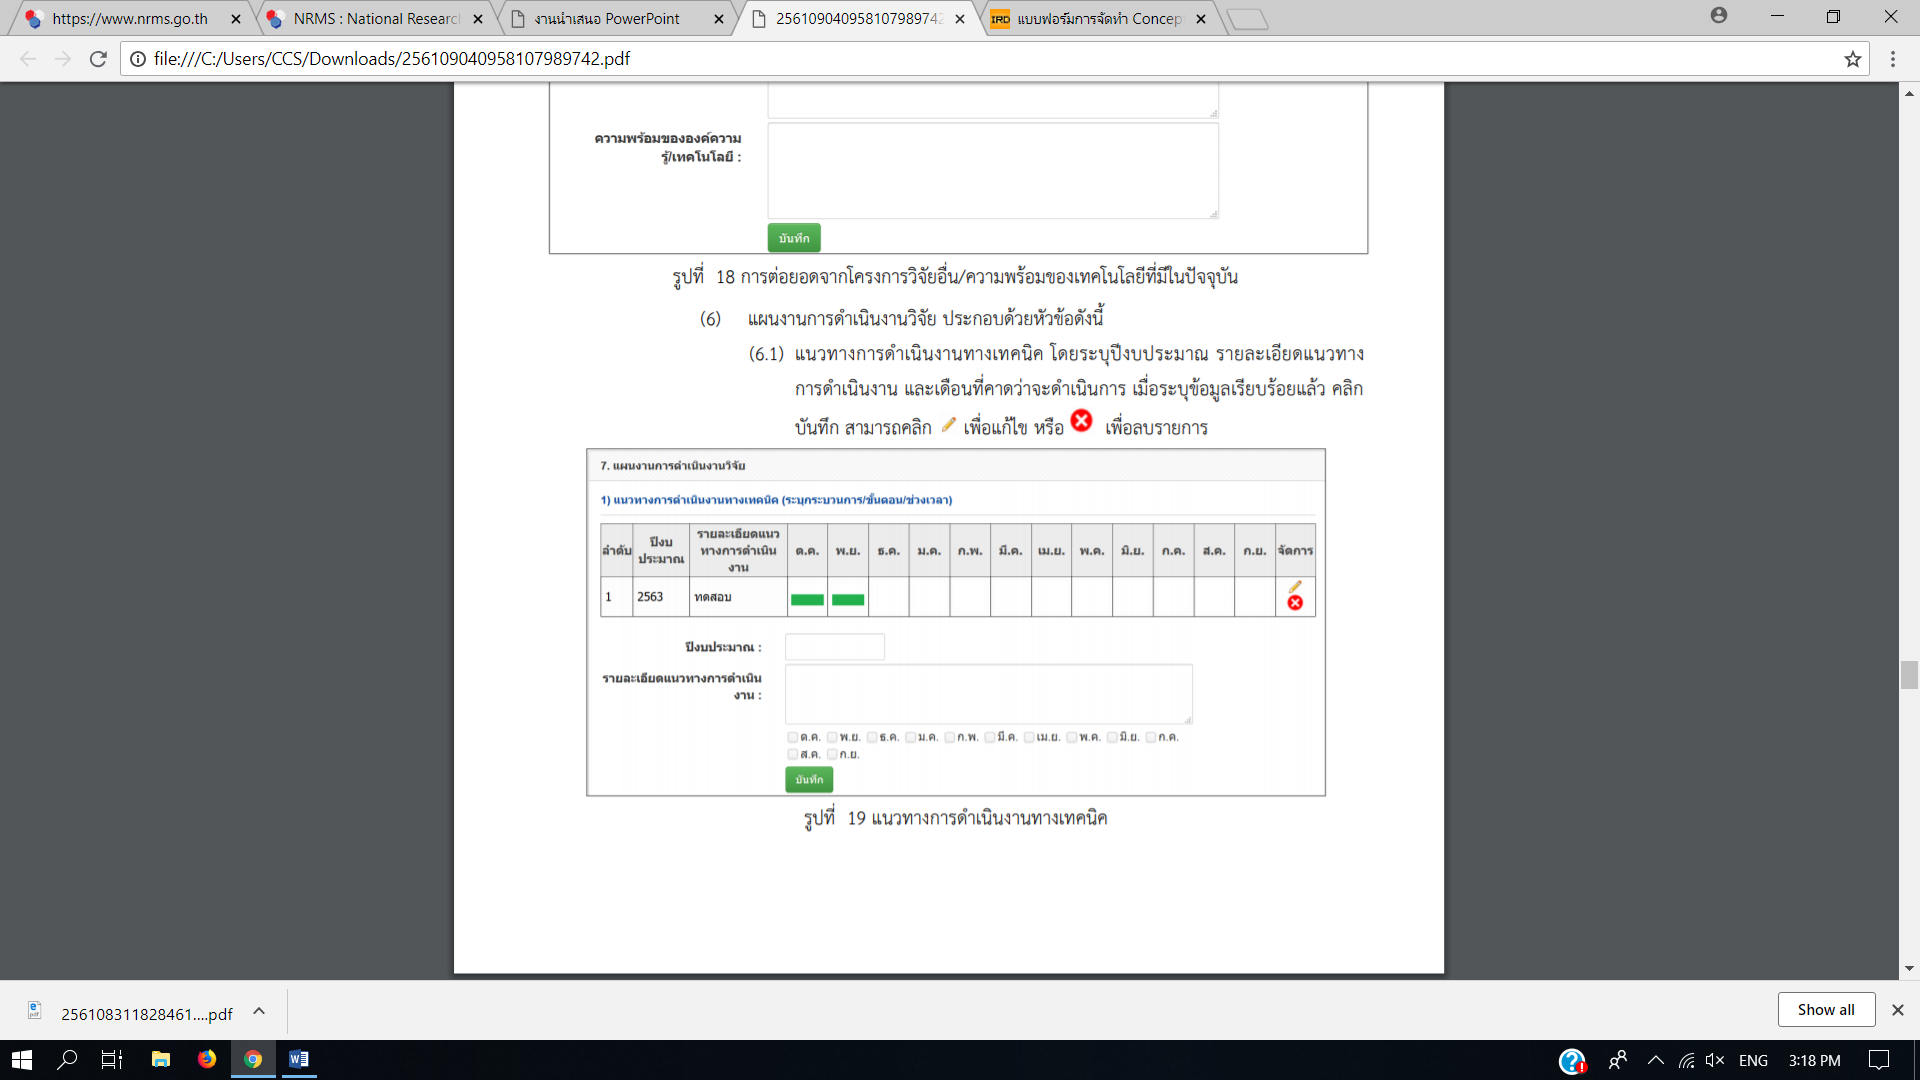 https://www.nrms.go.th
NRMS : National Researc
งานนำเสนอ PowerPoint
256109040958107989742
IRD แบบฟอร์มการจัดทำ Concep
file:///C:/Users/CCS/Downloads/256109040958107989742.pdf
ความพร้อมขององค์ความ
รู้/เทคโนโลยี :
บันทึก
รูปที่ 18 การต่อยอดจากโครงการวิจัยอื่น/ความพร้อมของเทคโนโลยีที่มีในปัจจุบัน
(6) แผนงานการดำเนินงานวิจัย ประกอบด้วยหัวข้อดังนี้
(6.1) แนวทางการดำเนินงานทางเทคนิค โดยระบุปีงบประมาณ รายละเอียดแนวทาง
การดำเนินงาน และเดือนที่คาดว่าจะดำเนินการ เมื่อระบุข้อมูลเรียบร้อยแล้ว คลิก
บันทึก สามารถคลิก เพื่อแก้ไข หรือ เพื่อลบรายการ
7. แผนงานการดำเนินงานวิจัย
1) แนวทางการดำเนินงานทางเทคนิค (ระบุกระบวนการ/ขั้นตอน/ช่วงเวลา)
ลำดับ ปีงบ ประมาณ รายละเอียดแนว ทางการดำเนิน งาน ต.ค. พ.ย. ธ.ค. ม.ค. ก.พ. มี.ค. เม.ย. พ.ค. มิ.ย. ก.ค. ส.ค. ก.ย. จัดการ
1 2563 ทดสอบ
ปีงบประมาณ :
รายละเอียดแนวทางการดำเนิน
งาน :
ต.ค. พ.ย. ธ.ค. ม.ค. ก.พ. มี.ค. เม.ย. พ.ค. มิ.ย. ก.ค.
ส.ค. ก.ย.
บันทึก
รูปที่ 19 แนวทางการดำเนินงานทางเทคนิค
256108311828461....pdf
Show all
ENG 3:18 PM